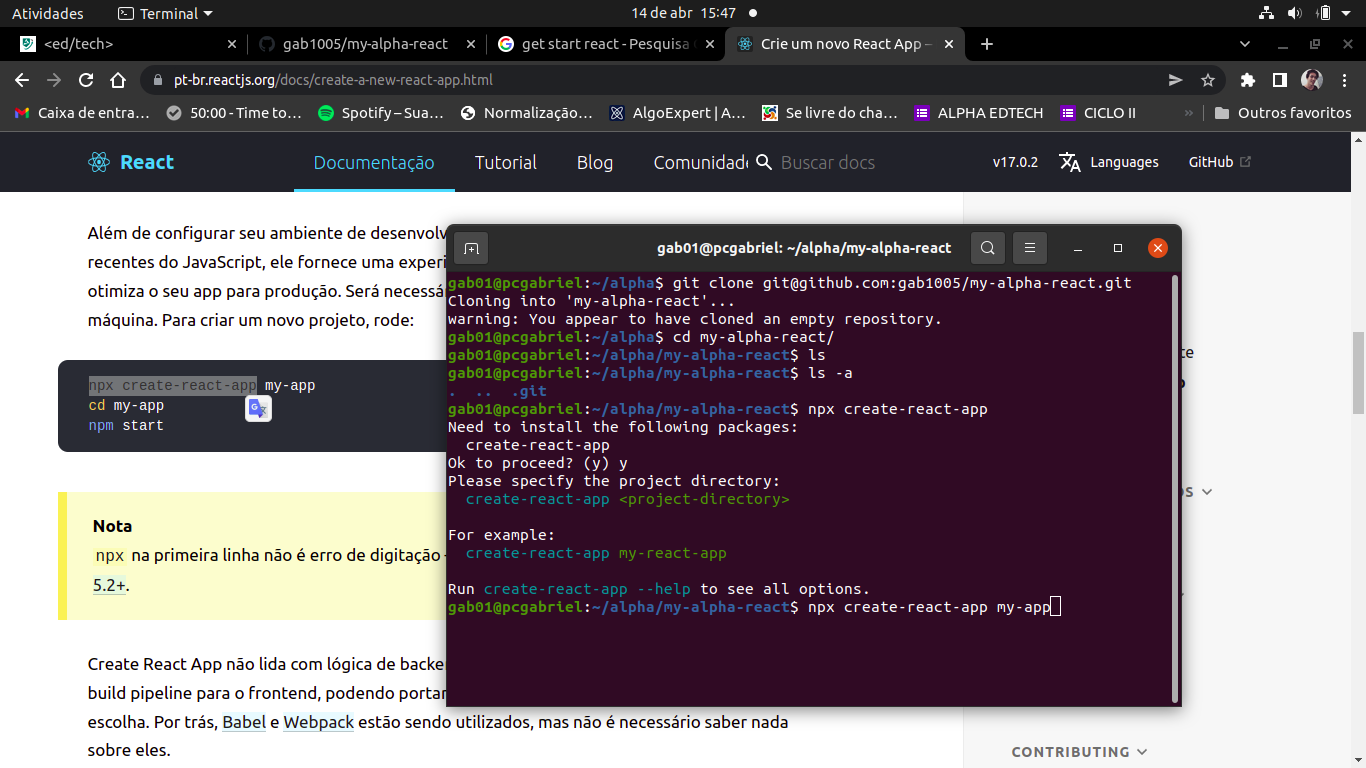 Atividades
Terminal
14 de abr 15:47
<ed/tech>
gab1005/my-alpha-react
get start react - Pesquisa
Crie um novo React App –
pt-br.reactjs.org/docs/create-a-new-react-app.html
Caixa de entra…
50:00 - Time to…
Spotify – Sua…
Normalização…
AlgoExpert | A…
Se livre do cha…
ALPHA EDTECH
CICLO II
»
Outros favoritos
React
Documentação
Tutorial
Blog
Comunidade
Buscar docs
v17.0.2
Languages
GitHub
Além de configurar seu ambiente de desenvolv
recentes do JavaScript, ele fornece uma experi
otimiza o seu app para produção. Será necessá
máquina. Para criar um novo projeto, rode:
npx create-react-app my-app
cd my-app
npm start
Nota
npx na primeira linha não é erro de digitação
5.2+.
Create React App não lida com lógica de backe
build pipeline para o frontend, podendo portar
escolha. Por trás, Babel e Webpack estão sendo utilizados, mas não é necessário saber nada
sobre eles.
gab01@pcgabriel: ~/alpha/my-alpha-react
gab01@pcgabriel:~/alpha$ git clone git@github.com:gab1005/my-alpha-react.git
Cloning into 'my-alpha-react'...
warning: You appear to have cloned an empty repository.
gab01@pcgabriel:~/alpha$ cd my-alpha-react/
gab01@pcgabriel:~/alpha/my-alpha-react$ ls
gab01@pcgabriel:~/alpha/my-alpha-react$ ls -a
. .. .git
gab01@pcgabriel:~/alpha/my-alpha-react$ npx create-react-app
Need to install the following packages:
create-react-app
Ok to proceed? (y) y
Please specify the project directory:
create-react-app <project-directory>
For example:
create-react-app my-react-app
Run create-react-app --help to see all options.
gab01@pcgabriel:~/alpha/my-alpha-react$ npx create-react-app my-app
CONTRIBUTING